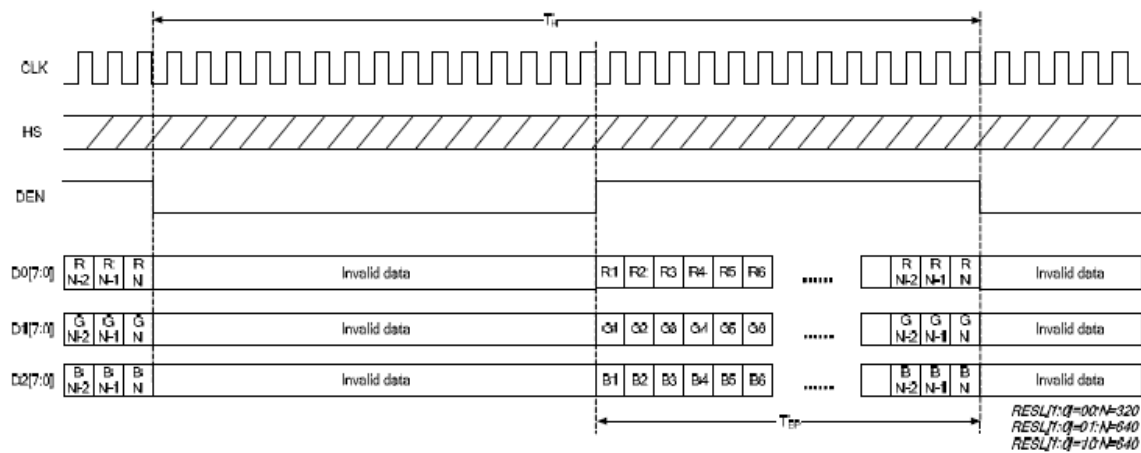 TH
CLK
HS
DEN
D0[7:0] R N-2 R N-1 R N Invalid data R1 R2 R3 R4 R5 R6 ...... R N-2 R N-1 R N Invalid data
D1[7:0] G N-2 G N-1 G N Invalid data G1 G2 G3 G4 G5 G6 ...... G N-2 G N-1 G N Invalid data
D2[7:0] B N-2 B N-1 B N Invalid data B1 B2 B3 B4 B5 B6 ...... B N-2 B N-1 B N Invalid data
TEP
RESL[1:0]=00:N=320
RESL[1:0]=01:N=640
RESL[1:0]=10:N=640